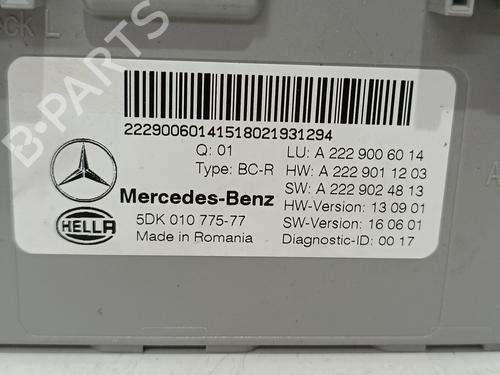 eck L
22290060141518021931294
Q: 01
Type: BC-R
Mercedes-Benz
HELLA
5DK 010 775-77
Made in Romania
LU: A 222 900 60 14
HW: A 222 901 12 03
SW: A 222 902 48 13
HW-Version: 13 09 01
SW-Version: 16 06 01
Diagnostic-ID: 00 17
A
B-PARTS